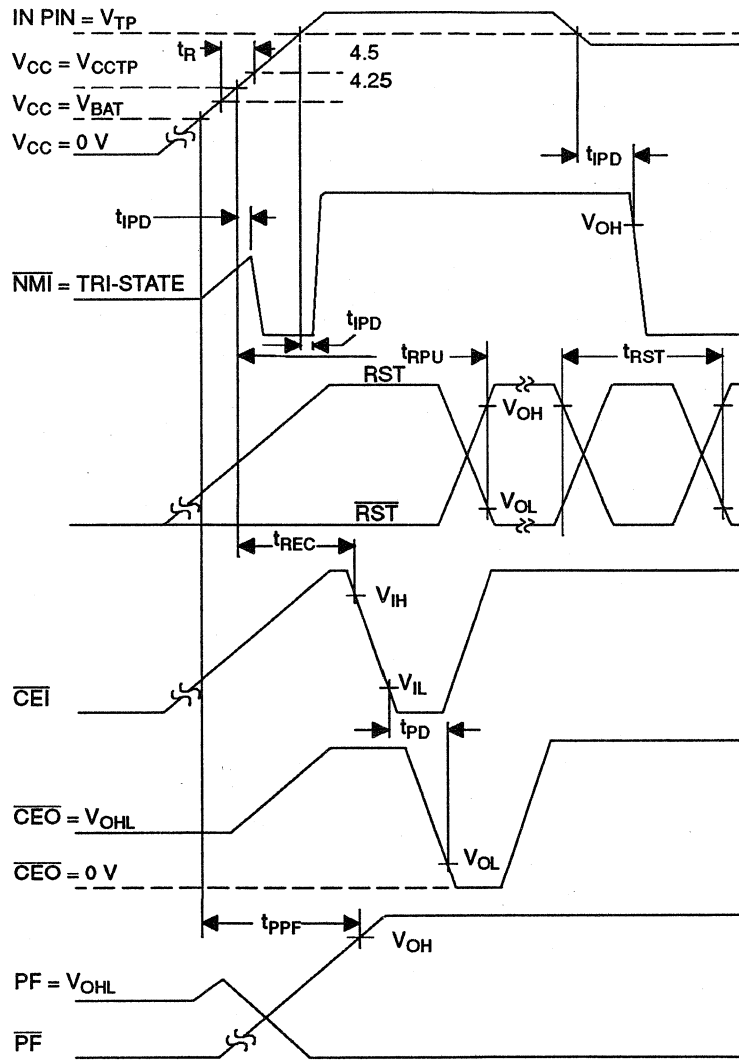 IN PIN = VTP
tR
4.5
VCC = VCCTP
4.25
VCC = VBAT
VCC = 0 V
tIPD
tIPD
VOH
NMI = TRI-STATE
tIPD
tRPU
tRST
RST
VOH
VOL
RST
tREC
VIH
VIL
CEI
tPD
CEO = VOHL
VOL
CEO = 0 V
tPPF
VOH
PF = VOHL
PF